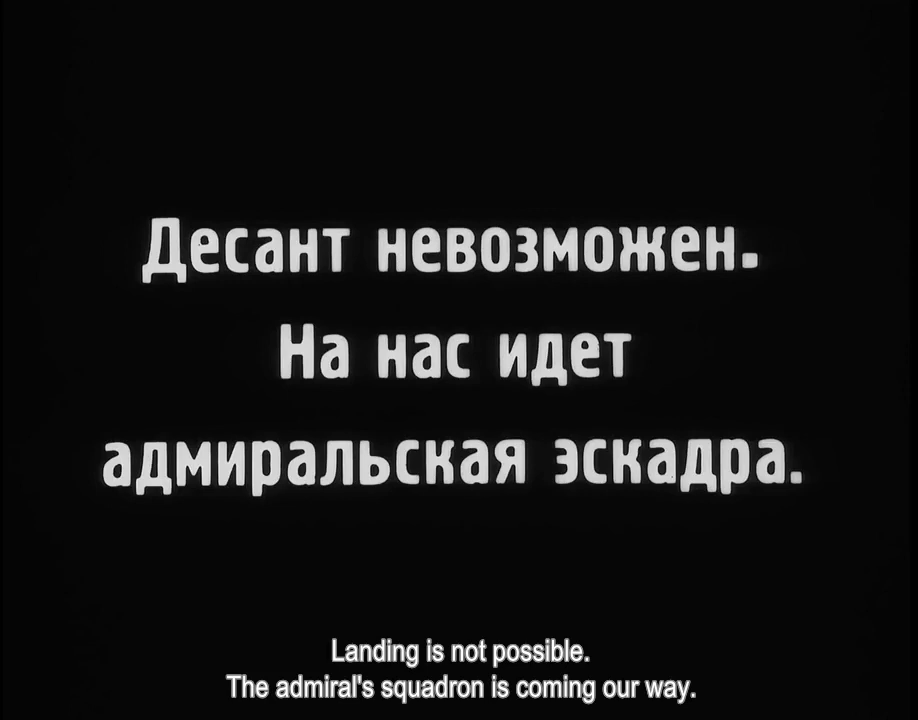 Десант невозможен.
На нас идет
адмиральская эскадра.
Landing is not possible.
The admiral's squadron is coming our way.